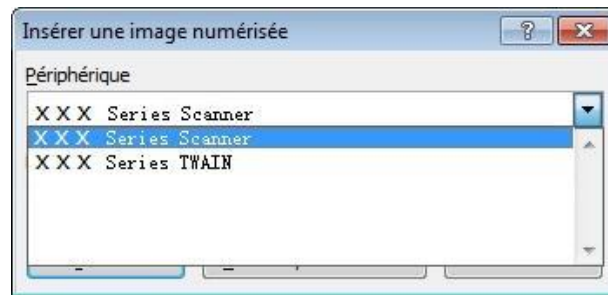 Insérer une image numérisée
Périphérique
XXX Series Scanner
XXX Series Scanner
XXX Series TWAIN